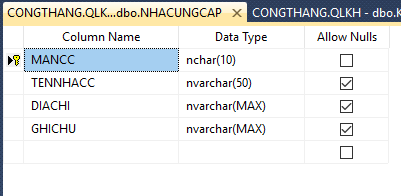 CONGTHANG.QLK...dbo.NHACUNGCAP CONGTHANG.QLKH - dbo.K
Column Name Data Type Allow Nulls
MANCC nchar(10)
TENNHACC nvarchar(50)
DIACHI nvarchar(MAX)
GHICHU nvarchar(MAX)